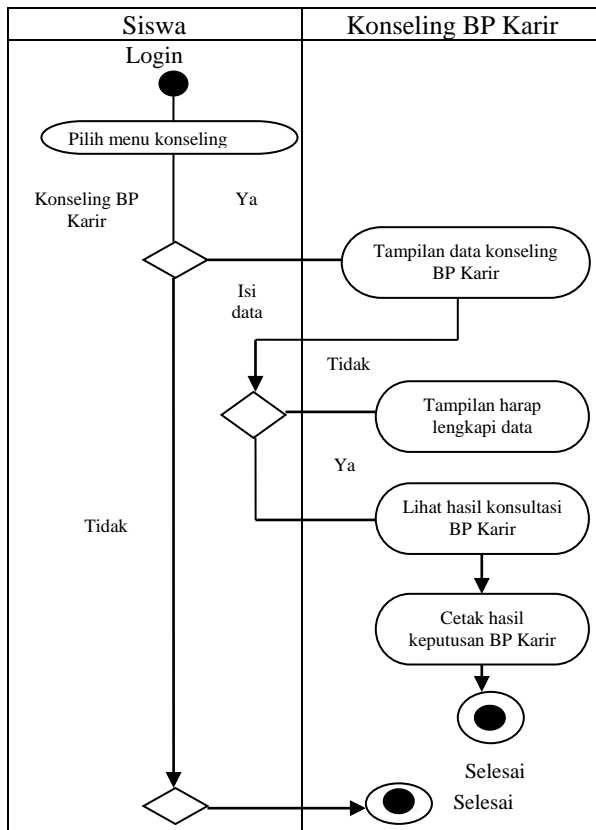 Siswa
Konseling BP Karir
Login
Pilih menu konseling
Konseling BP
Karir
Ya
Tampilan data konseling
BP Karir
Isi
data
Tidak
Tampilan harap
lengkapi data
Ya
Lihat hasil konsultasi
BP Karir
Tidak
Cetak hasil
keputusan BP Karir
Selesai
Selesai